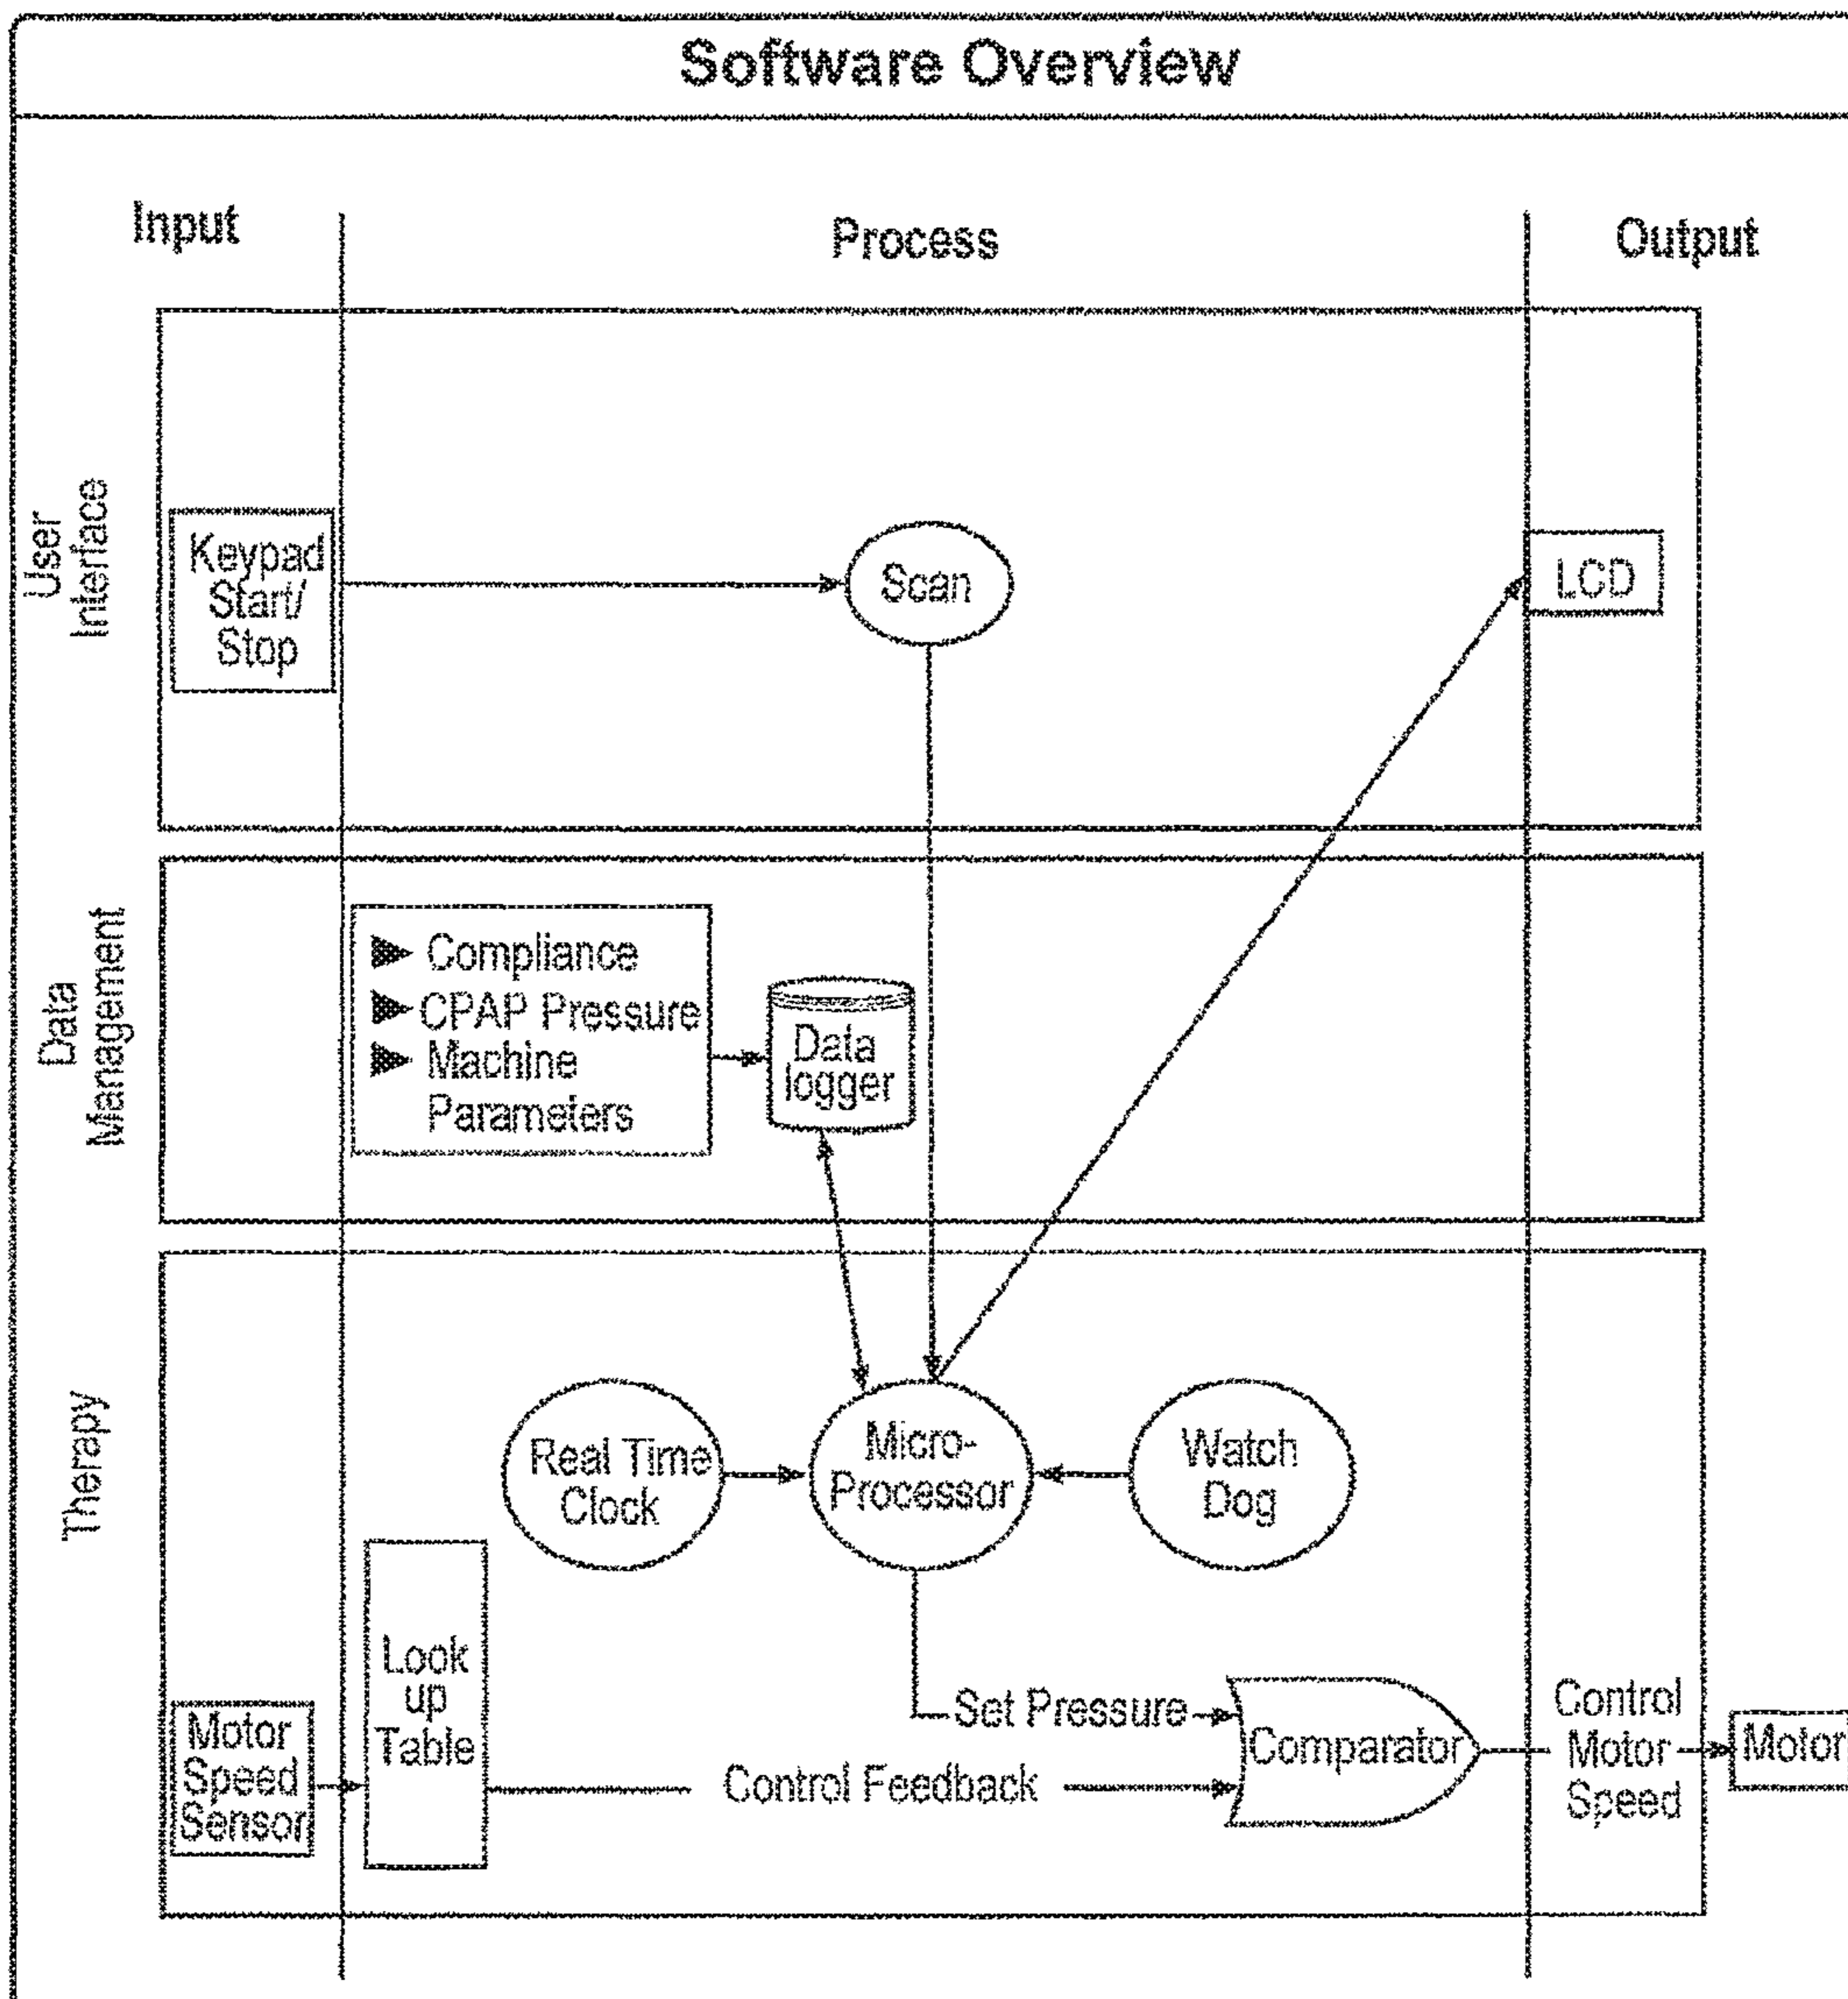 Software Overview
Input
Process
Output
User
Interface
Keypad
Start/
Stop
Scan
LCD
Data
Management
Compliance
CPAP Pressure
Machine
Parameters
Data
logger
Therapy
Real Time
Clock
Micro-
Processor
Watch
Dog
Look
up
Table
Motor
Speed
Sensor
Set Pressure
Control Feedback
Comparator
Control
Motor
Speed
Motor